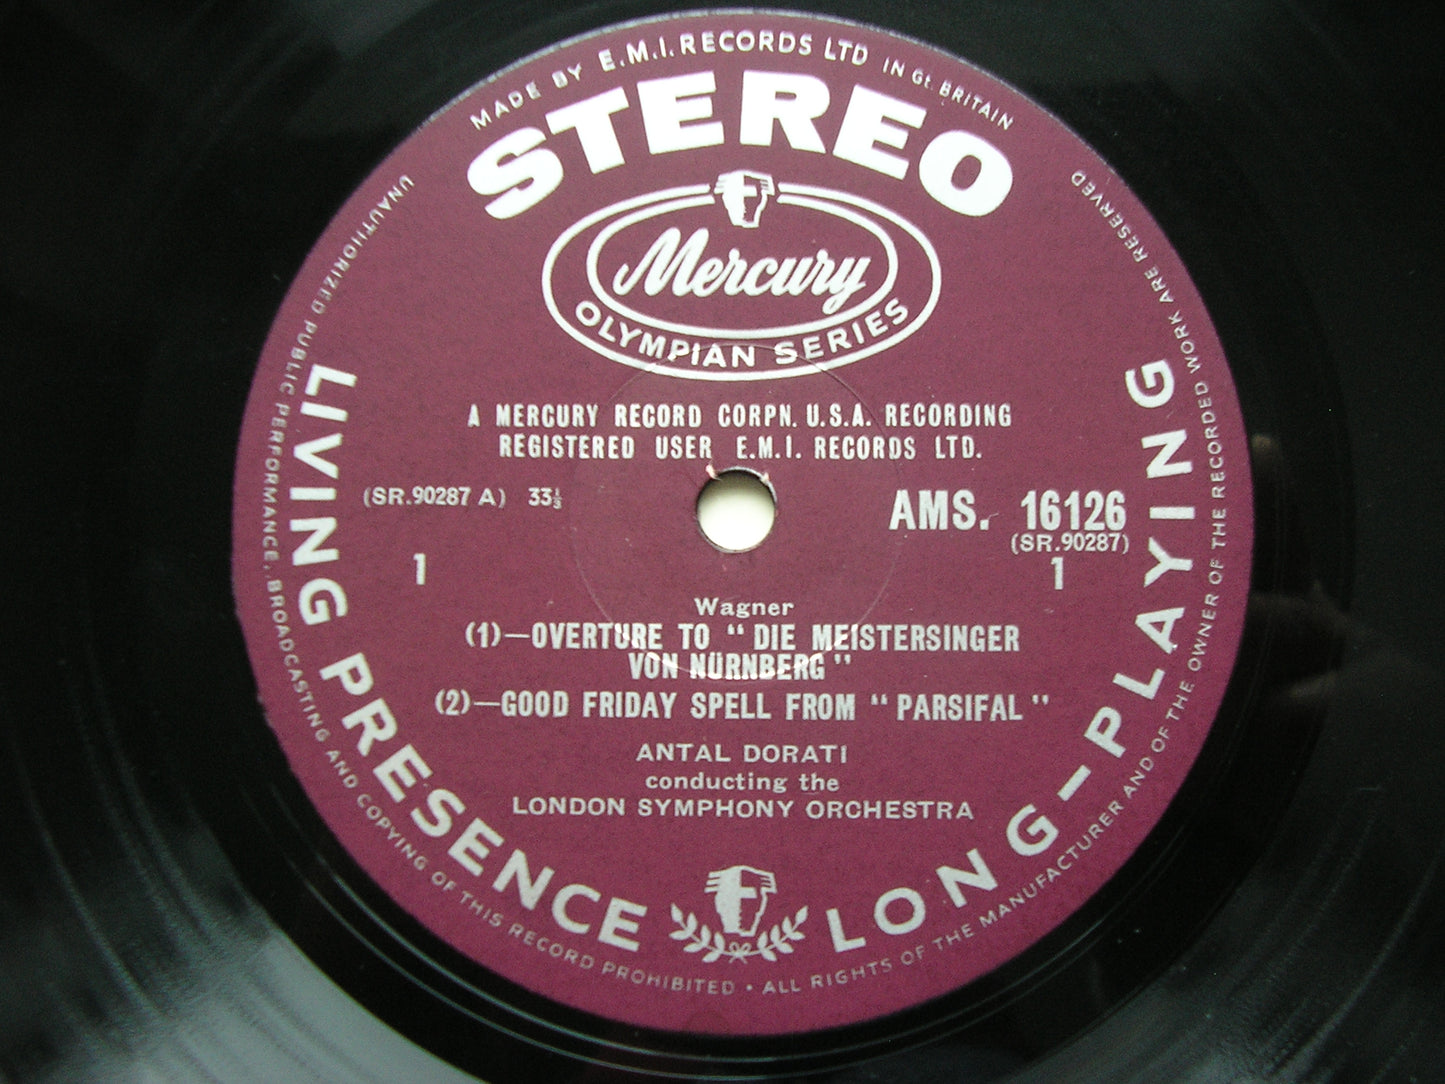 MADE BY E.M.I. RECORDS LTD IN Gt. BRITAIN
STEREO
Mercury
OLYMPIAN SERIES
A MERCURY RECORD CORPN. U.S.A. RECORDING
REGISTERED USER E.M.I. RECORDS LTD.
(SR.90287 A) 33⅓
AMS. 16126
(SR.90287)
1
1
Wagner
(1)—OVERTURE TO " DIE MEISTERSINGER
VON NÜRNBERG "
(2)—GOOD FRIDAY SPELL FROM " PARSIFAL "
ANTAL DORATI
conducting the
LONDON SYMPHONY ORCHESTRA
LIVING PRESENCE
LONG-PLAYING
UNAUTHORIZED PUBLIC PERFORMANCE, BROADCASTING AND COPYING OF THIS RECORD PROHIBITED • ALL RIGHTS OF THE MANUFACTURER AND OF THE OWNER OF THE RECORDED WORK ARE RESERVED